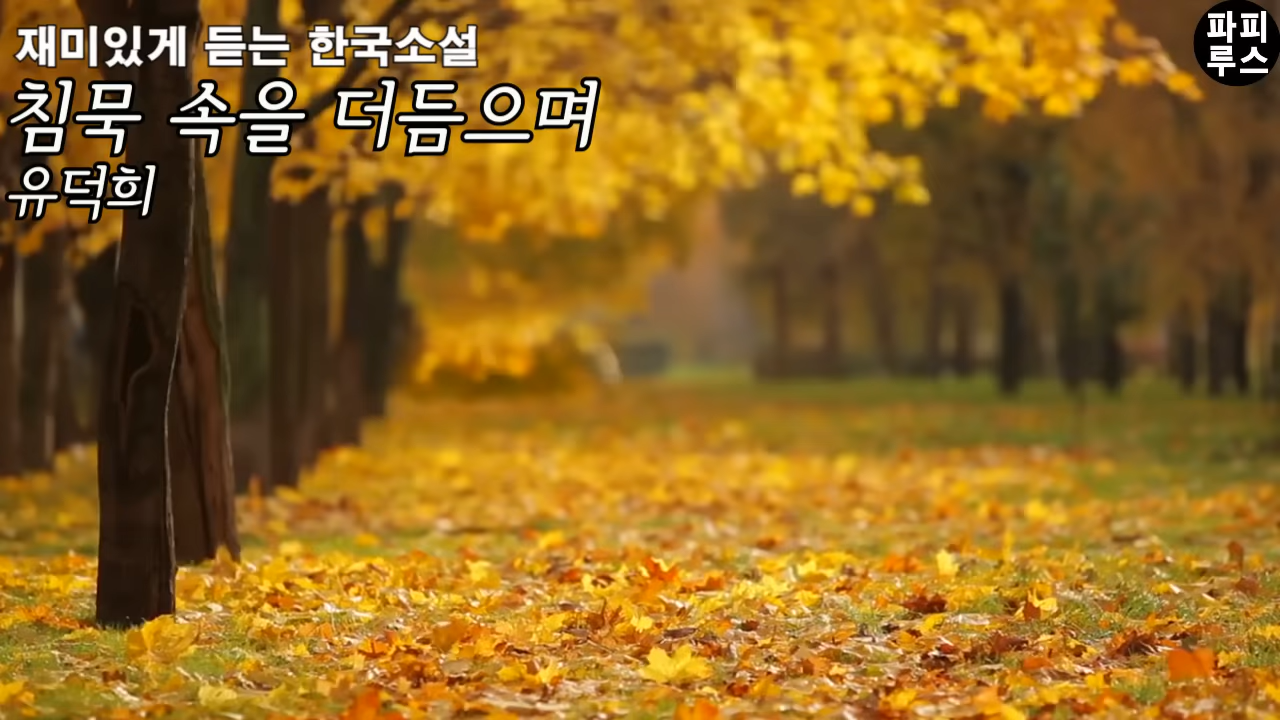 재미있게 듣는 한국소설
침묵 속을 더듬으며
유덕희
파피
루스